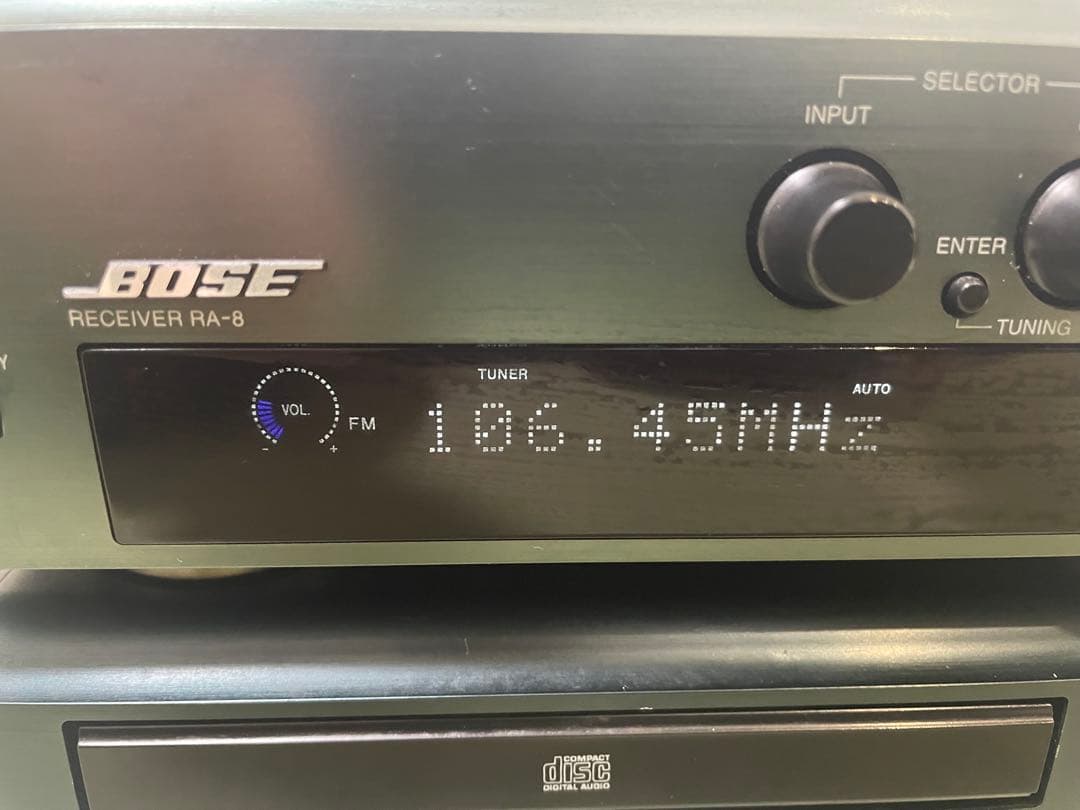 SELECTOR
INPUT
ENTER
TUNING
BOSE
RECEIVER RA-8
Y
TUNER
AUTO
VOL.
FM
106.45MHz
- +
COMPACT
disc
DIGITAL AUDIO